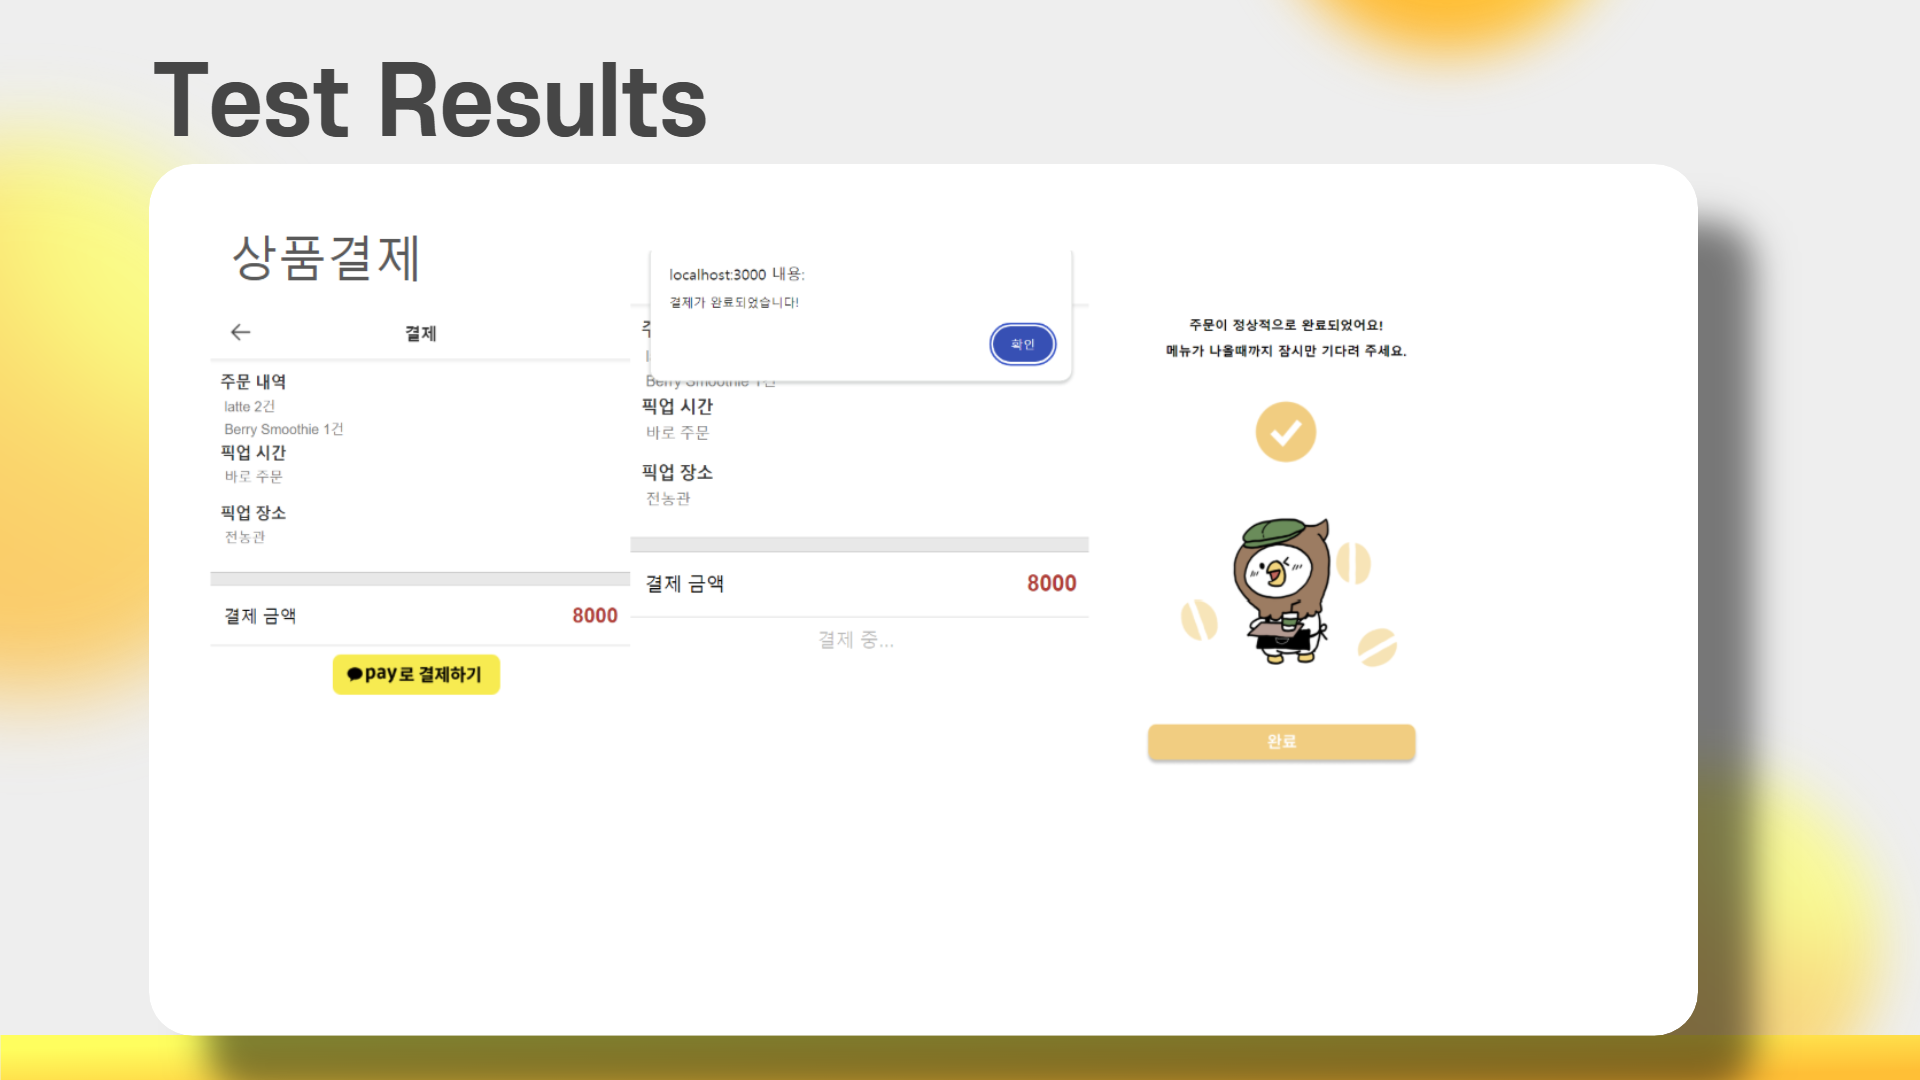 Test Results
상품결제
결제
주문 내역
latte 2건
Berry Smoothie 1건
픽업 시간
바로 주문
픽업 장소
전농관
결제 금액 8000
pay로 결제하기
localhost:3000 내용:
결제가 완료되었습니다!
확인
Berry Smoothie 1건
픽업 시간
바로 주문
픽업 장소
전농관
결제 금액 8000
결제 중...
주문이 정상적으로 완료되었어요!
메뉴가 나올때까지 잠시만 기다려 주세요.
완료